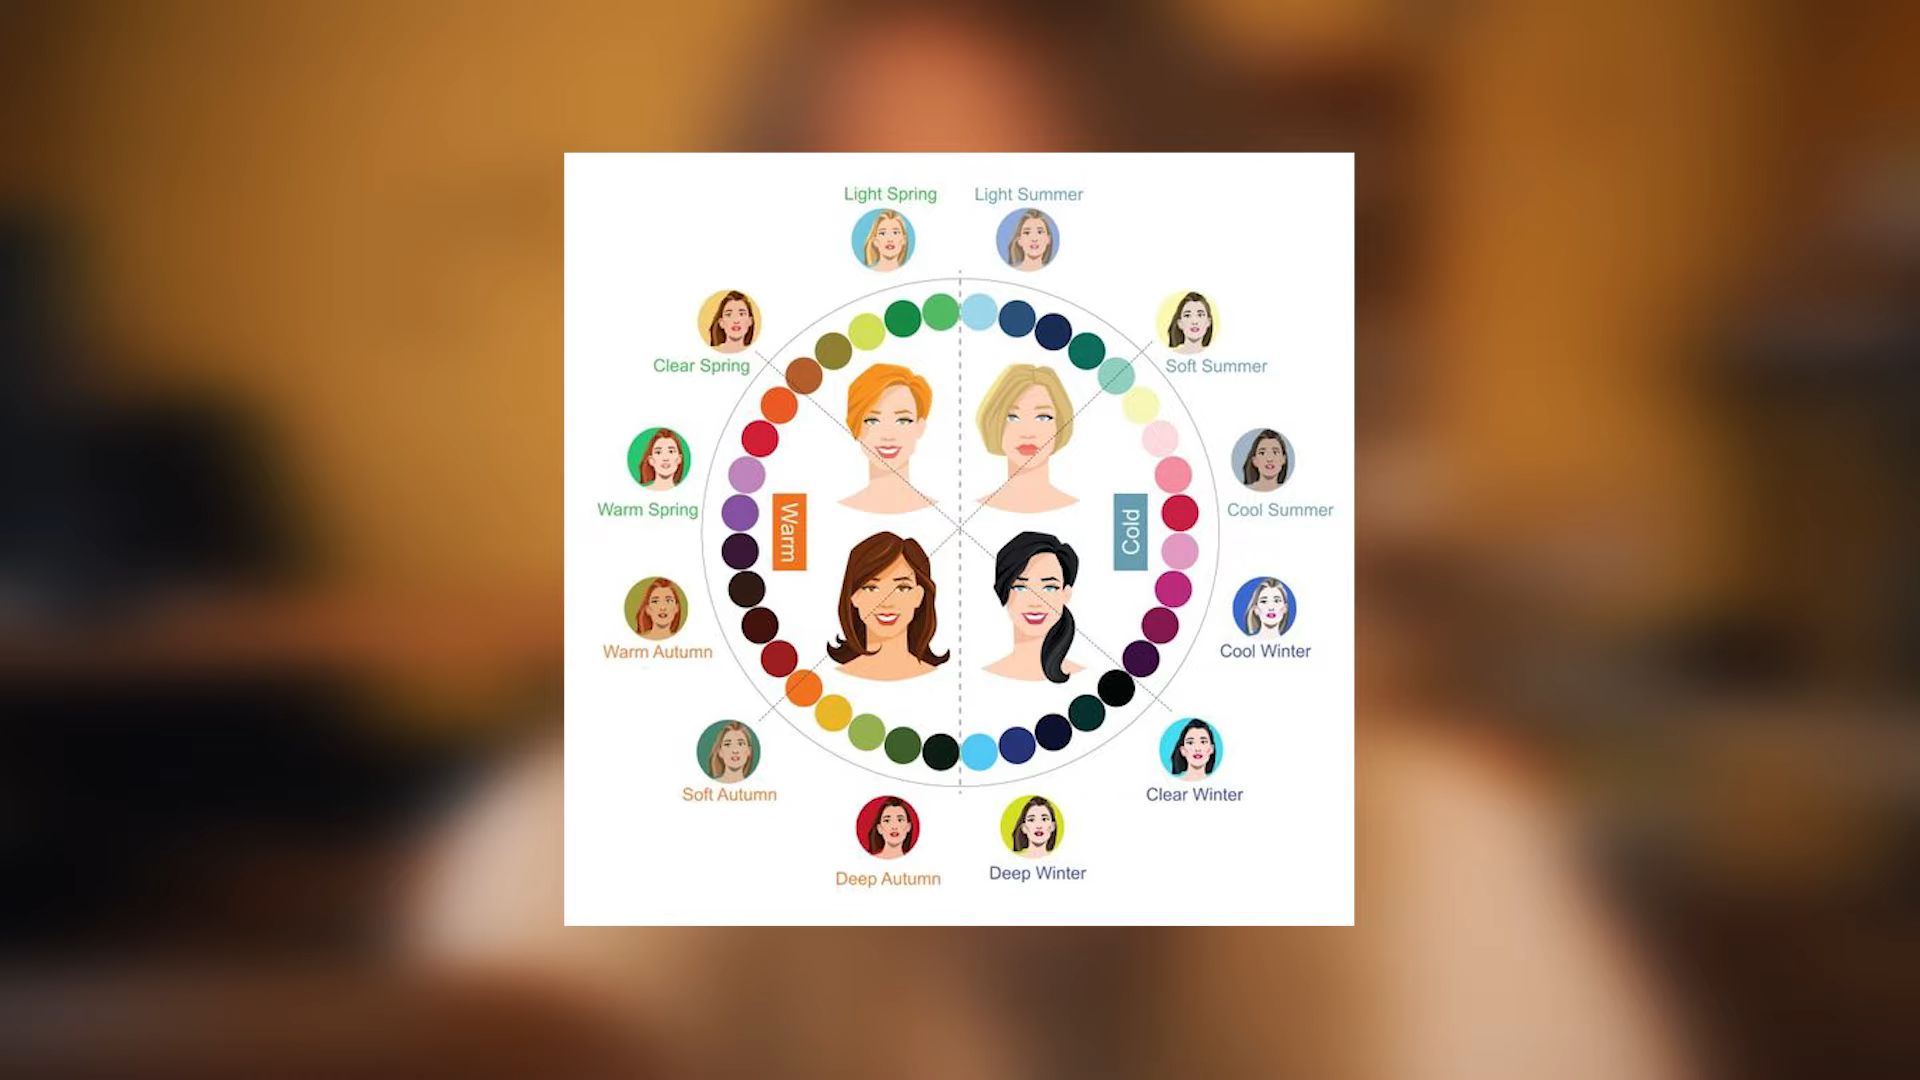 Light Spring
Light Summer
Clear Spring
Soft Summer
Warm Spring
Warm
Cold
Cool Summer
Warm Autumn
Cool Winter
Soft Autumn
Clear Winter
Deep Autumn
Deep Winter